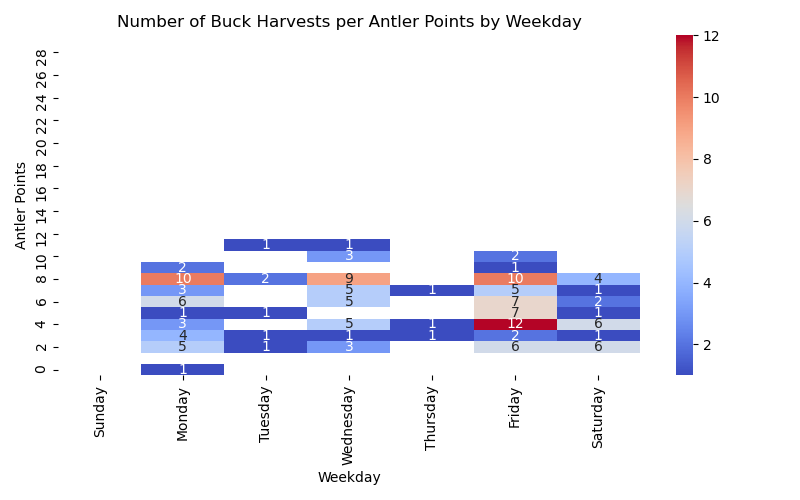 Number of Buck Harvests per Antler Points by Weekday
12
28
26
10
24
22
20
8
18
Antler Points
16
14
6
12 1 1
3 2
10 2 1
8 10 2 9 10 4
3 5 1 5 1
4
6 6 5 7 2
1 1 7 1
4 3 5 1 12 6
4 1 1 1 2 1
2 5 1 3 6 6
2
0 1
Sunday Monday Tuesday Wednesday Thursday Friday Saturday
Weekday